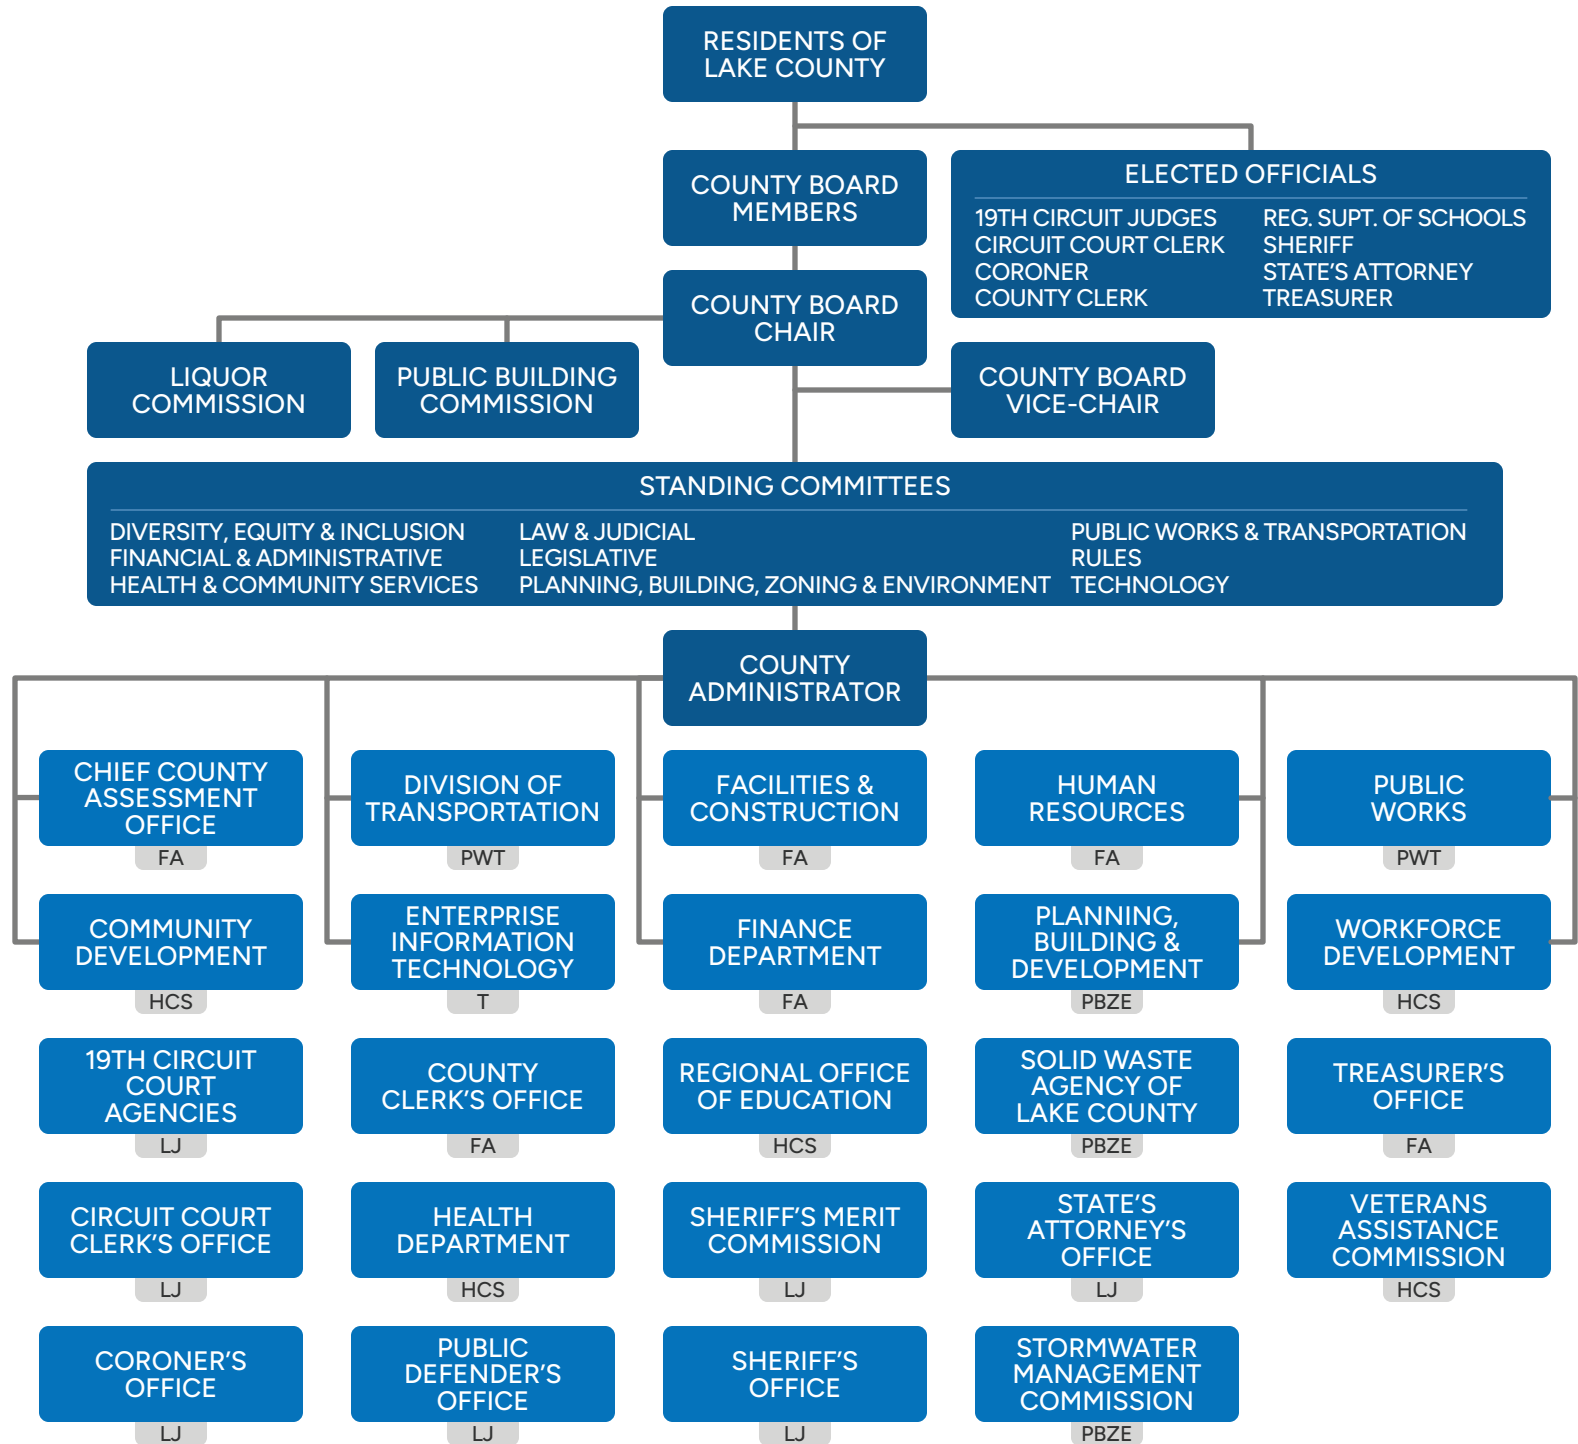 RESIDENTS OF
LAKE COUNTY
COUNTY BOARD
MEMBERS
ELECTED OFFICIALS
19TH CIRCUIT JUDGES
CIRCUIT COURT CLERK
CORONER
COUNTY CLERK
REG. SUPT. OF SCHOOLS
SHERIFF
STATE’S ATTORNEY
TREASURER
COUNTY BOARD
CHAIR
LIQUOR
COMMISSION
PUBLIC BUILDING
COMMISSION
COUNTY BOARD
VICE-CHAIR
STANDING COMMITTEES
DIVERSITY, EQUITY & INCLUSION
FINANCIAL & ADMINISTRATIVE
HEALTH & COMMUNITY SERVICES
LAW & JUDICIAL
LEGISLATIVE
PLANNING, BUILDING, ZONING & ENVIRONMENT
PUBLIC WORKS & TRANSPORTATION
RULES
TECHNOLOGY
COUNTY
ADMINISTRATOR
CHIEF COUNTY
ASSESSMENT
OFFICE
FA
DIVISION OF
TRANSPORTATION
PWT
FACILITIES &
CONSTRUCTION
FA
HUMAN
RESOURCES
FA
PUBLIC
WORKS
PWT
COMMUNITY
DEVELOPMENT
HCS
ENTERPRISE
INFORMATION
TECHNOLOGY
T
FINANCE
DEPARTMENT
FA
PLANNING,
BUILDING &
DEVELOPMENT
PBZE
WORKFORCE
DEVELOPMENT
HCS
19TH CIRCUIT
COURT
AGENCIES
LJ
COUNTY
CLERK’S OFFICE
FA
REGIONAL OFFICE
OF EDUCATION
HCS
SOLID WASTE
AGENCY OF
LAKE COUNTY
PBZE
TREASURER’S
OFFICE
FA
CIRCUIT COURT
CLERK’S OFFICE
LJ
HEALTH
DEPARTMENT
HCS
SHERIFF’S MERIT
COMMISSION
LJ
STATE’S
ATTORNEY’S
OFFICE
LJ
VETERANS
ASSISTANCE
COMMISSION
HCS
CORONER’S
OFFICE
LJ
PUBLIC
DEFENDER’S
OFFICE
LJ
SHERIFF’S
OFFICE
LJ
STORMWATER
MANAGEMENT
COMMISSION
PBZE